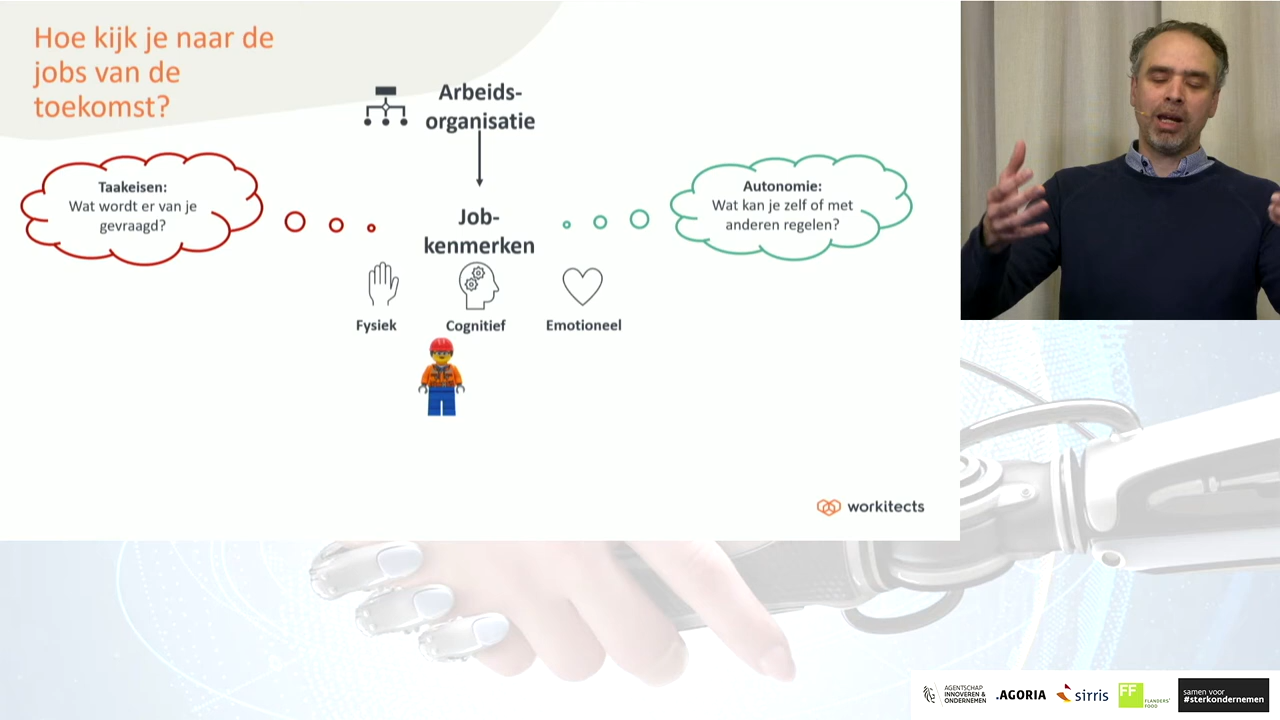 Hoe kijk je naar de
jobs van de
toekomst?
Arbeids-
organisatie
Taakeisen:
Wat wordt er van je
gevraagd?
Job-
kenmerken
Autonomie:
Wat kan je zelf of met
anderen regelen?
Fysiek
Cognitief
Emotioneel
workitects
AGENTSCHAP
INNOVEREN &
ONDERNEMEN
.AGORIA
sirris
FF
FLANDERS'
FOOD
samen voor
#sterkondernemen